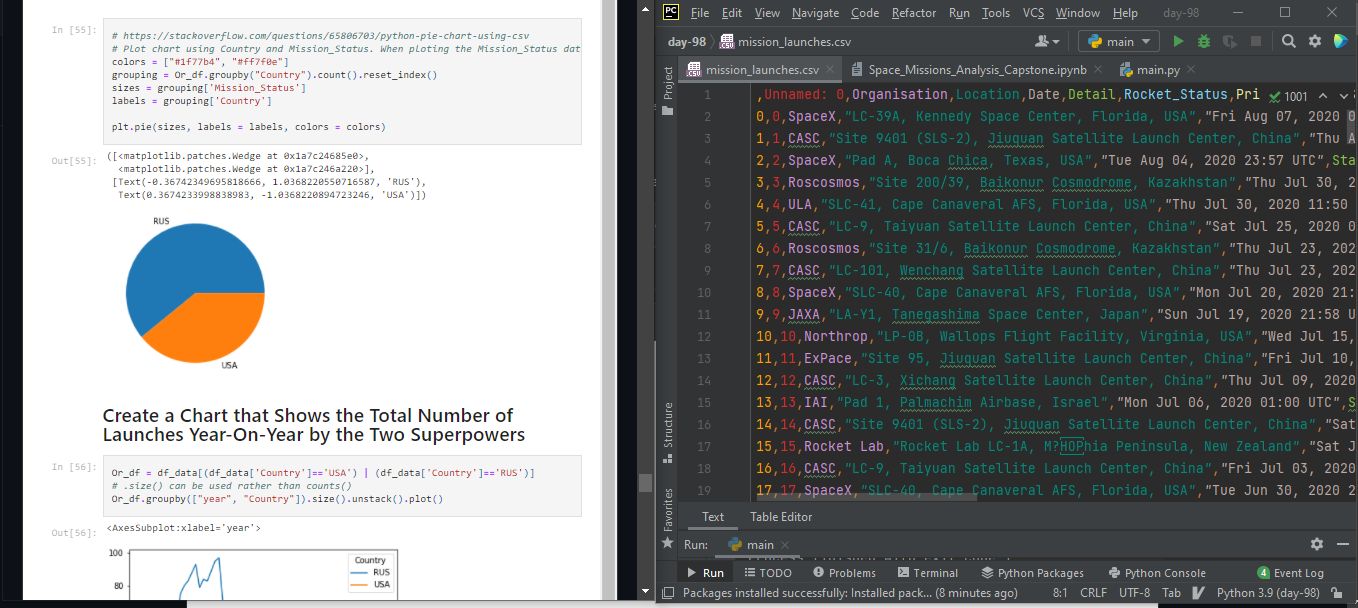 In [55]:
# https://stackoverflow.com/questions/65806703/python-pie-chart-using-csv
# Plot chart using Country and Mission_Status. When ploting the Mission_Status dat
colors = ["#1f77b4", "#ff7f0e"]
grouping = Or_df.groupby("Country").count().reset_index()
sizes = grouping['Mission_Status']
labels = grouping['Country']
plt.pie(sizes, labels = labels, colors = colors)
Out[55]:
([<matplotlib.patches.Wedge at 0x1a7c24685e0>,
<matplotlib.patches.Wedge at 0x1a7c246a220>],
[Text(-0.36742349695818666, 1.0368220550716587, 'RUS'),
Text(0.3674233998838983, -1.0368220894723246, 'USA')])
RUS
USA
Create a Chart that Shows the Total Number of
Launches Year-On-Year by the Two Superpowers
In [56]:
Or_df = df_data[(df_data['Country']=='USA') | (df_data['Country']=='RUS')]
# .size() can be used rather than counts()
Or_df.groupby(["year", "Country"]).size().unstack().plot()
Out[56]:
<AxesSubplot:xlabel='year'>
100
80
Country
RUS
USA
PC File Edit View Navigate Code Refactor Run Tools VCS Window Help day-98
day-98 mission_launches.csv main
mission_launches.csv Space_Missions_Analysis_Capstone.ipynb main.py
Project
Structure
Favorites
1 ,Unnamed: 0,Organisation,Location,Date,Detail,Rocket_Status,Pri 1001
2 0,0,SpaceX,"LC-39A, Kennedy Space Center, Florida, USA","Fri Aug 07, 2020 0
3 1,1,CASC,"Site 9401 (SLS-2), Jiuquan Satellite Launch Center, China","Thu A
4 2,2,SpaceX,"Pad A, Boca Chica, Texas, USA","Tue Aug 04, 2020 23:57 UTC",Sta
5 3,3,Roscosmos,"Site 200/39, Baikonur Cosmodrome, Kazakhstan","Thu Jul 30, 2
6 4,4,ULA,"SLC-41, Cape Canaveral AFS, Florida, USA","Thu Jul 30, 2020 11:50
7 5,5,CASC,"LC-9, Taiyuan Satellite Launch Center, China","Sat Jul 25, 2020 0
8 6,6,Roscosmos,"Site 31/6, Baikonur Cosmodrome, Kazakhstan","Thu Jul 23, 202
9 7,7,CASC,"LC-101, Wenchang Satellite Launch Center, China","Thu Jul 23, 202
10 8,8,SpaceX,"SLC-40, Cape Canaveral AFS, Florida, USA","Mon Jul 20, 2020 21:
11 9,9,JAXA,"LA-Y1, Tanegashima Space Center, Japan","Sun Jul 19, 2020 21:58 U
12 10,10,Northrop,"LP-0B, Wallops Flight Facility, Virginia, USA","Wed Jul 15,
13 11,11,ExPace,"Site 95, Jiuquan Satellite Launch Center, China","Fri Jul 10,
14 12,12,CASC,"LC-3, Xichang Satellite Launch Center, China","Thu Jul 09, 2020
15 13,13,IAI,"Pad 1, Palmachim Airbase, Israel","Mon Jul 06, 2020 01:00 UTC",S
16 14,14,CASC,"Site 9401 (SLS-2), Jiuquan Satellite Launch Center, China","Sat
17 15,15,Rocket Lab,"Rocket Lab LC-1A, M?HOPhia Peninsula, New Zealand","Sat J
18 16,16,CASC,"LC-9, Taiyuan Satellite Launch Center, China","Fri Jul 03, 2020
19 17,17,SpaceX,"SLC-40, Cape Canaveral AFS, Florida, USA","Tue Jun 30, 2020 2
Text Table Editor
Run: main
Run TODO Problems Terminal Python Packages Python Console 4 Event Log
Packages installed successfully: Installed pack... (8 minutes ago) 8:1 CRLF UTF-8 Tab Python 3.9 (day-98)